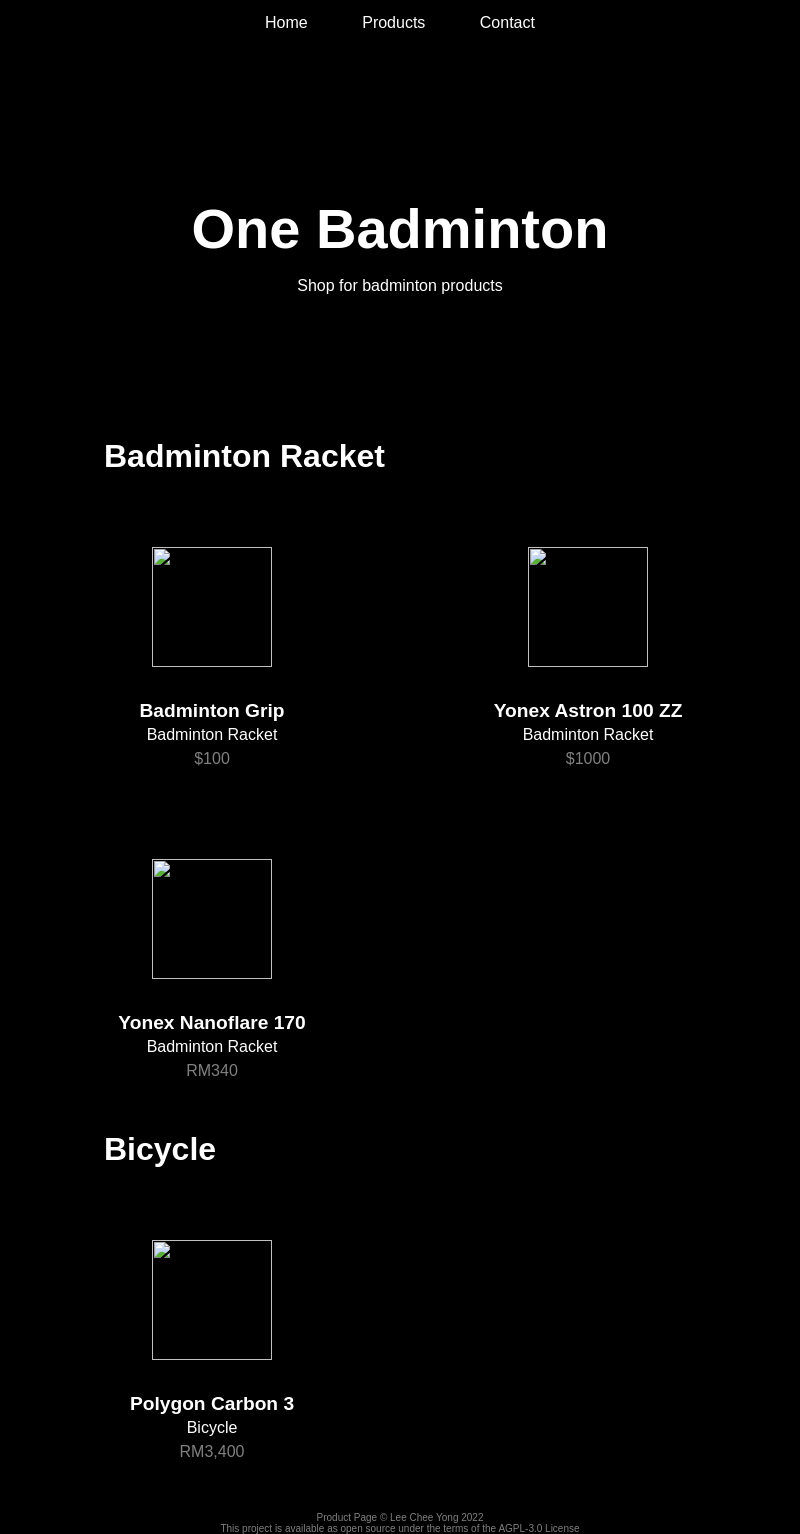 Home Products Contact
One Badminton
Shop for badminton products
Badminton Racket
Badminton Grip
Badminton Racket
$100
Yonex Astron 100 ZZ
Badminton Racket
$1000
Yonex Nanoflare 170
Badminton Racket
RM340
Bicycle
Polygon Carbon 3
Bicycle
RM3,400
Product Page © Lee Chee Yong 2022
This project is available as open source under the terms of the AGPL-3.0 License